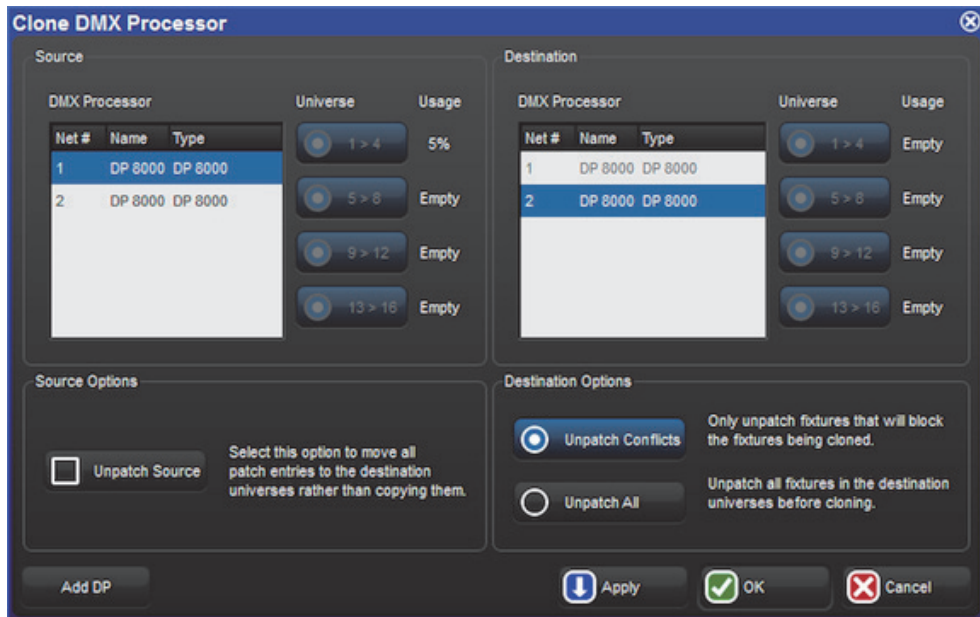 Clone DMX Processor
Source
DMX Processor Universe Usage
Net # Name Type
1 DP 8000 DP 8000
2 DP 8000 DP 8000
1 > 4 5%
5 > 8 Empty
9 > 12 Empty
13 > 16 Empty
Destination
DMX Processor Universe Usage
Net # Name Type
1 DP 8000 DP 8000
2 DP 8000 DP 8000
1 > 4 Empty
5 > 8 Empty
9 > 12 Empty
13 > 16 Empty
Source Options
Unpatch Source
Select this option to move all
patch entries to the destination
universes rather than copying them.
Destination Options
Unpatch Conflicts
Only unpatch fixtures that will block
the fixtures being cloned.
Unpatch All
Unpatch all fixtures in the destination
universes before cloning.
Add DP
Apply
OK
Cancel